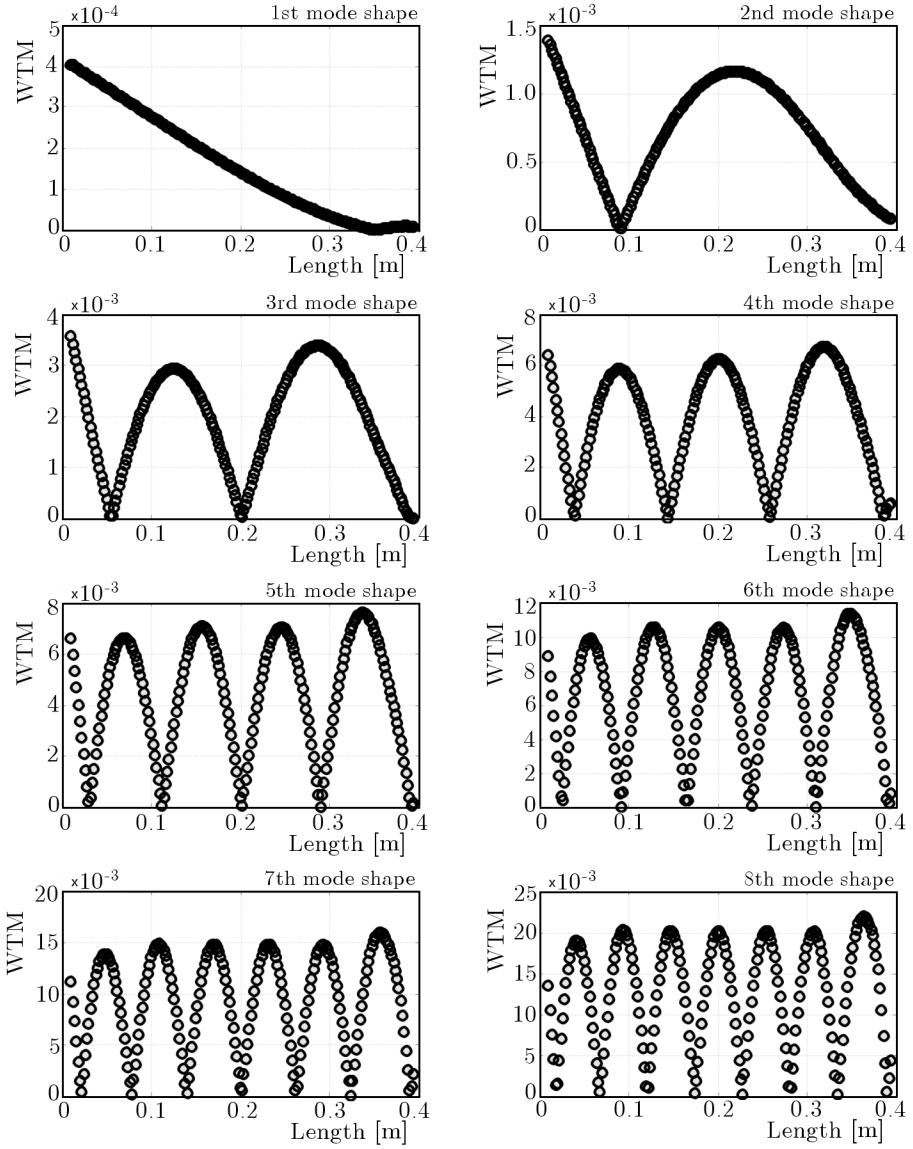 ×10⁻⁴ 1st mode shape
5
4
3
2
1
0
WTM
0 0.1 0.2 0.3 0.4
Length [m]
×10⁻³ 2nd mode shape
1.5
1.0
0.5
0
WTM
0 0.1 0.2 0.3 0.4
Length [m]
×10⁻³ 3rd mode shape
4
3
2
1
0
WTM
0 0.1 0.2 0.3 0.4
Length [m]
×10⁻³ 4th mode shape
8
6
4
2
0
WTM
0 0.1 0.2 0.3 0.4
Length [m]
×10⁻³ 5th mode shape
8
6
4
2
0
WTM
0 0.1 0.2 0.3 0.4
Length [m]
×10⁻³ 6th mode shape
12
10
8
6
4
2
0
WTM
0 0.1 0.2 0.3 0.4
Length [m]
×10⁻³ 7th mode shape
20
15
10
5
0
WTM
0 0.1 0.2 0.3 0.4
Length [m]
×10⁻³ 8th mode shape
25
20
15
10
5
0
WTM
0 0.1 0.2 0.3 0.4
Length [m]